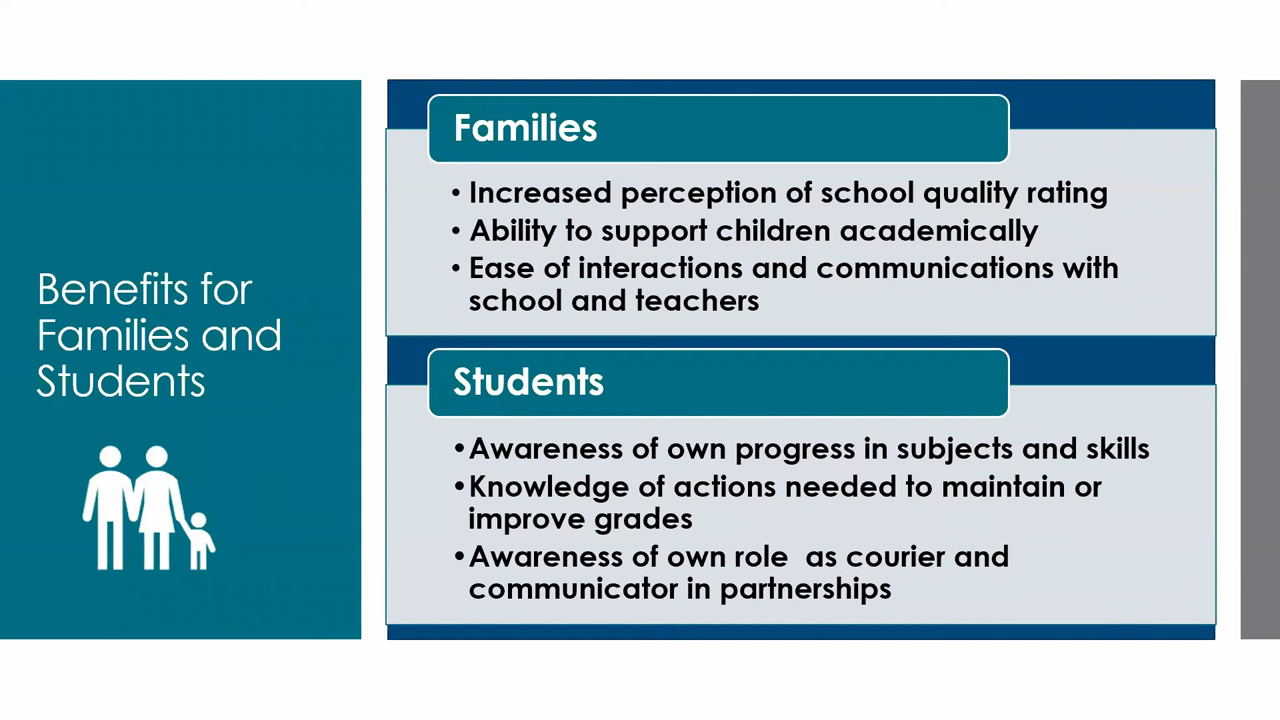 Benefits for
Families and
Students
Families
• Increased perception of school quality rating
• Ability to support children academically
• Ease of interactions and communications with
school and teachers
Students
•Awareness of own progress in subjects and skills
•Knowledge of actions needed to maintain or
improve grades
•Awareness of own role  as courier and
communicator in partnerships